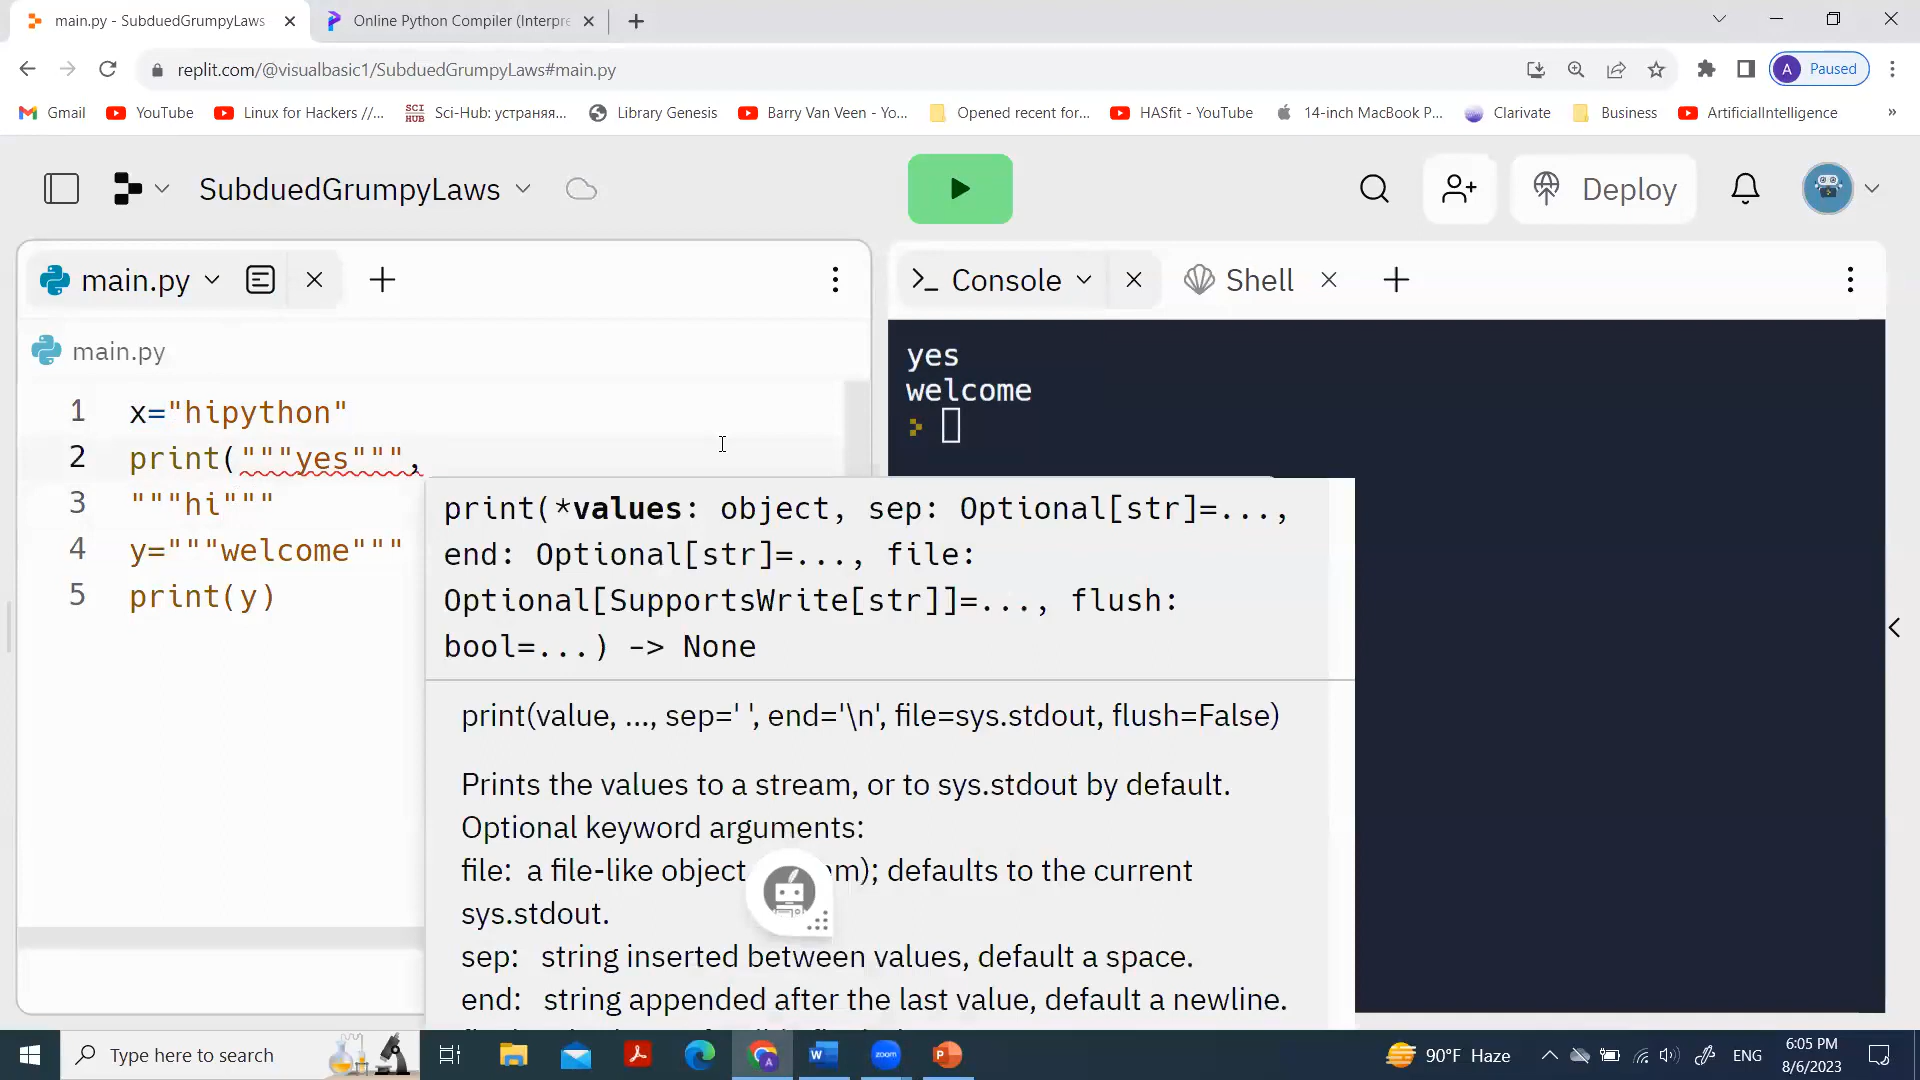 main.py - SubduedGrumpyLaws
Online Python Compiler (Interpre
replit.com/@visualbasic1/SubduedGrumpyLaws#main.py
A Paused
Gmail
YouTube
Linux for Hackers //...
SCI HUB
Sci-Hub: устраняя...
Library Genesis
Barry Van Veen - Yo...
Opened recent for...
HASfit - YouTube
14-inch MacBook P...
Clarivate
Business
ArtificialIntelligence
»
SubduedGrumpyLaws
Deploy
main.py
Console
Shell
main.py
yes
welcome
1 x="hipython"
2 print("""yes""",
3 """hi"""
4 y="""welcome"""
5 print(y)
print(*values: object, sep: Optional[str]=...,
end: Optional[str]=..., file:
Optional[SupportsWrite[str]]=..., flush:
bool=...) -> None
print(value, ..., sep=' ', end='\n', file=sys.stdout, flush=False)
Prints the values to a stream, or to sys.stdout by default.
Optional keyword arguments:
file: a file-like object m); defaults to the current
sys.stdout.
sep: string inserted between values, default a space.
end: string appended after the last value, default a newline.
Type here to search
W
zoom
P
90°F Haze
ENG
6:05 PM
8/6/2023